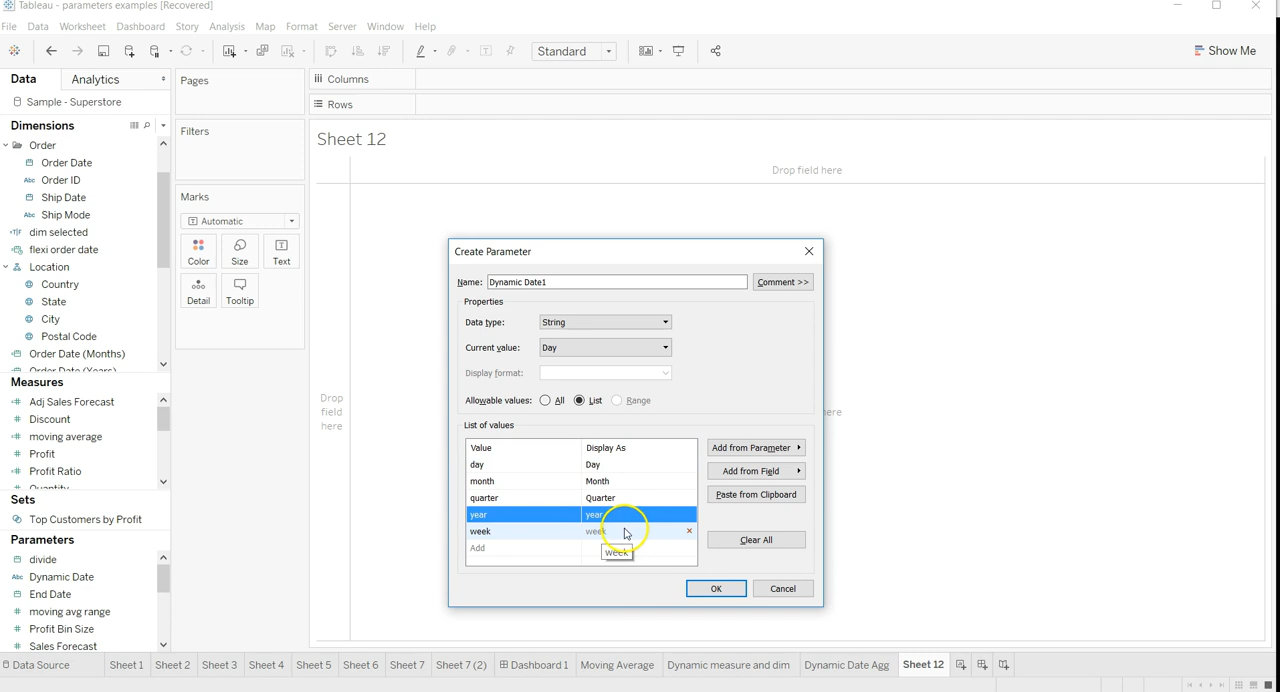 Tableau - parameters examples [Recovered]
File Data Worksheet Dashboard Story Analysis Map Format Server Window Help
Standard
Show Me
Data Analytics
Pages
Columns
Sample - Superstore
Rows
Dimensions
Filters
Sheet 12
Order
Order Date
Drop field here
Abc Order ID
Ship Date
Marks
Abc Ship Mode
Automatic
dim selected
flexi order date
Color Size Text
Location
Country
State
Detail Tooltip
City
Postal Code
Order Date (Months)
Order Date (Years)
Measures
Adj Sales Forecast
Discount
moving average
Profit
Profit Ratio
Quantity
Sets
Top Customers by Profit
Parameters
divide
Abc Dynamic Date
End Date
moving avg range
Profit Bin Size
Sales Forecast
Drop
field
here
ere
Create Parameter
Name: Dynamic Date1 Comment >>
Properties
Data type: String
Current value: Day
Display format:
Allowable values: All List Range
List of values
Value Display As
day Day
month Month
quarter Quarter
year year
week week
Add
week
Add from Parameter
Add from Field
Paste from Clipboard
Clear All
OK Cancel
Data Source Sheet 1 Sheet 2 Sheet 3 Sheet 4 Sheet 5 Sheet 6 Sheet 7 Sheet 7 (2) Dashboard 1 Moving Average Dynamic measure and dim Dynamic Date Agg Sheet 12